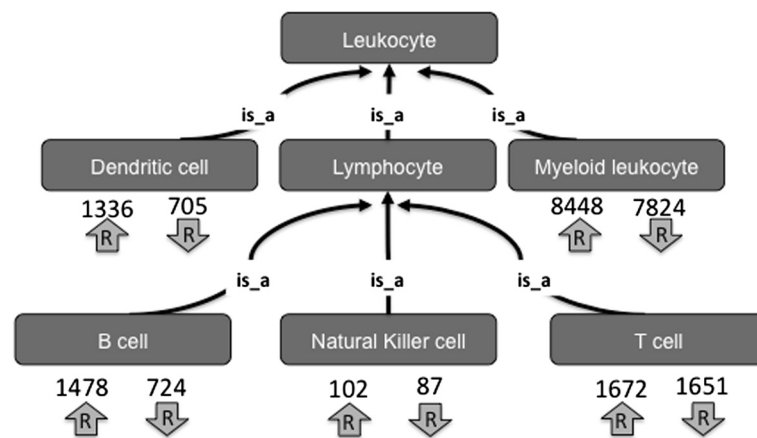 Leukocyte
is_a is_a is_a
Dendritic cell Lymphocyte Myeloid leukocyte
1336 705 8448 7824
R R R R
is_a is_a is_a
B cell Natural Killer cell T cell
1478 724 102 87 1672 1651
R R R R R R